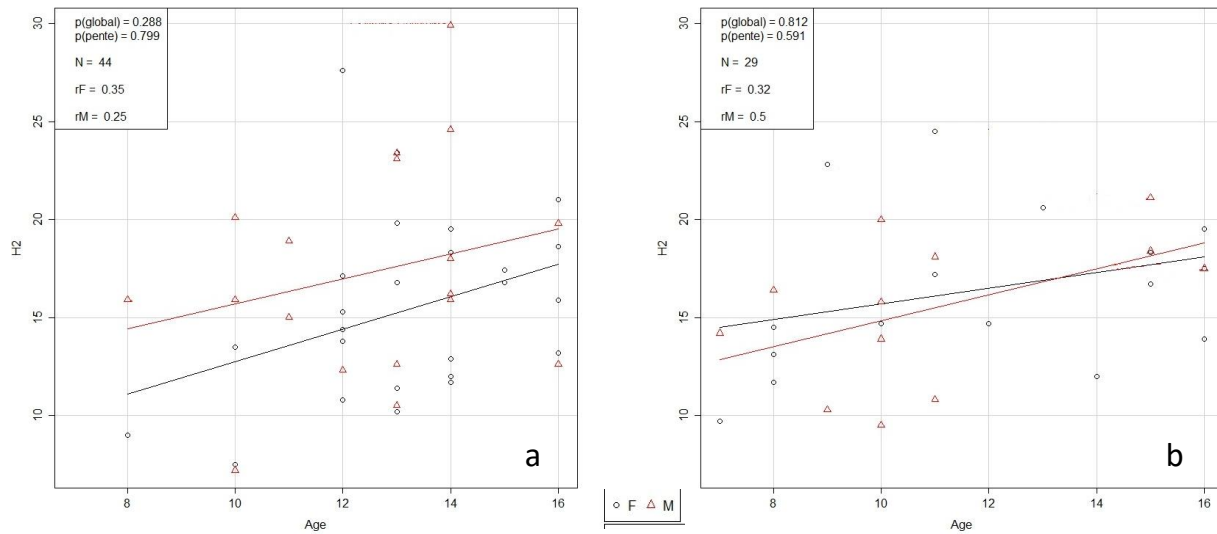 p(global) = 0.288
p(pente) = 0.799
N = 44
rF = 0.35
rM = 0.25
30
25
20
15
10
H2
8
10
12
14
16
Age
a
p(global) = 0.812
p(pente) = 0.591
N = 29
rF = 0.32
rM = 0.5
30
25
20
15
10
H2
8
10
12
14
16
Age
b
F M